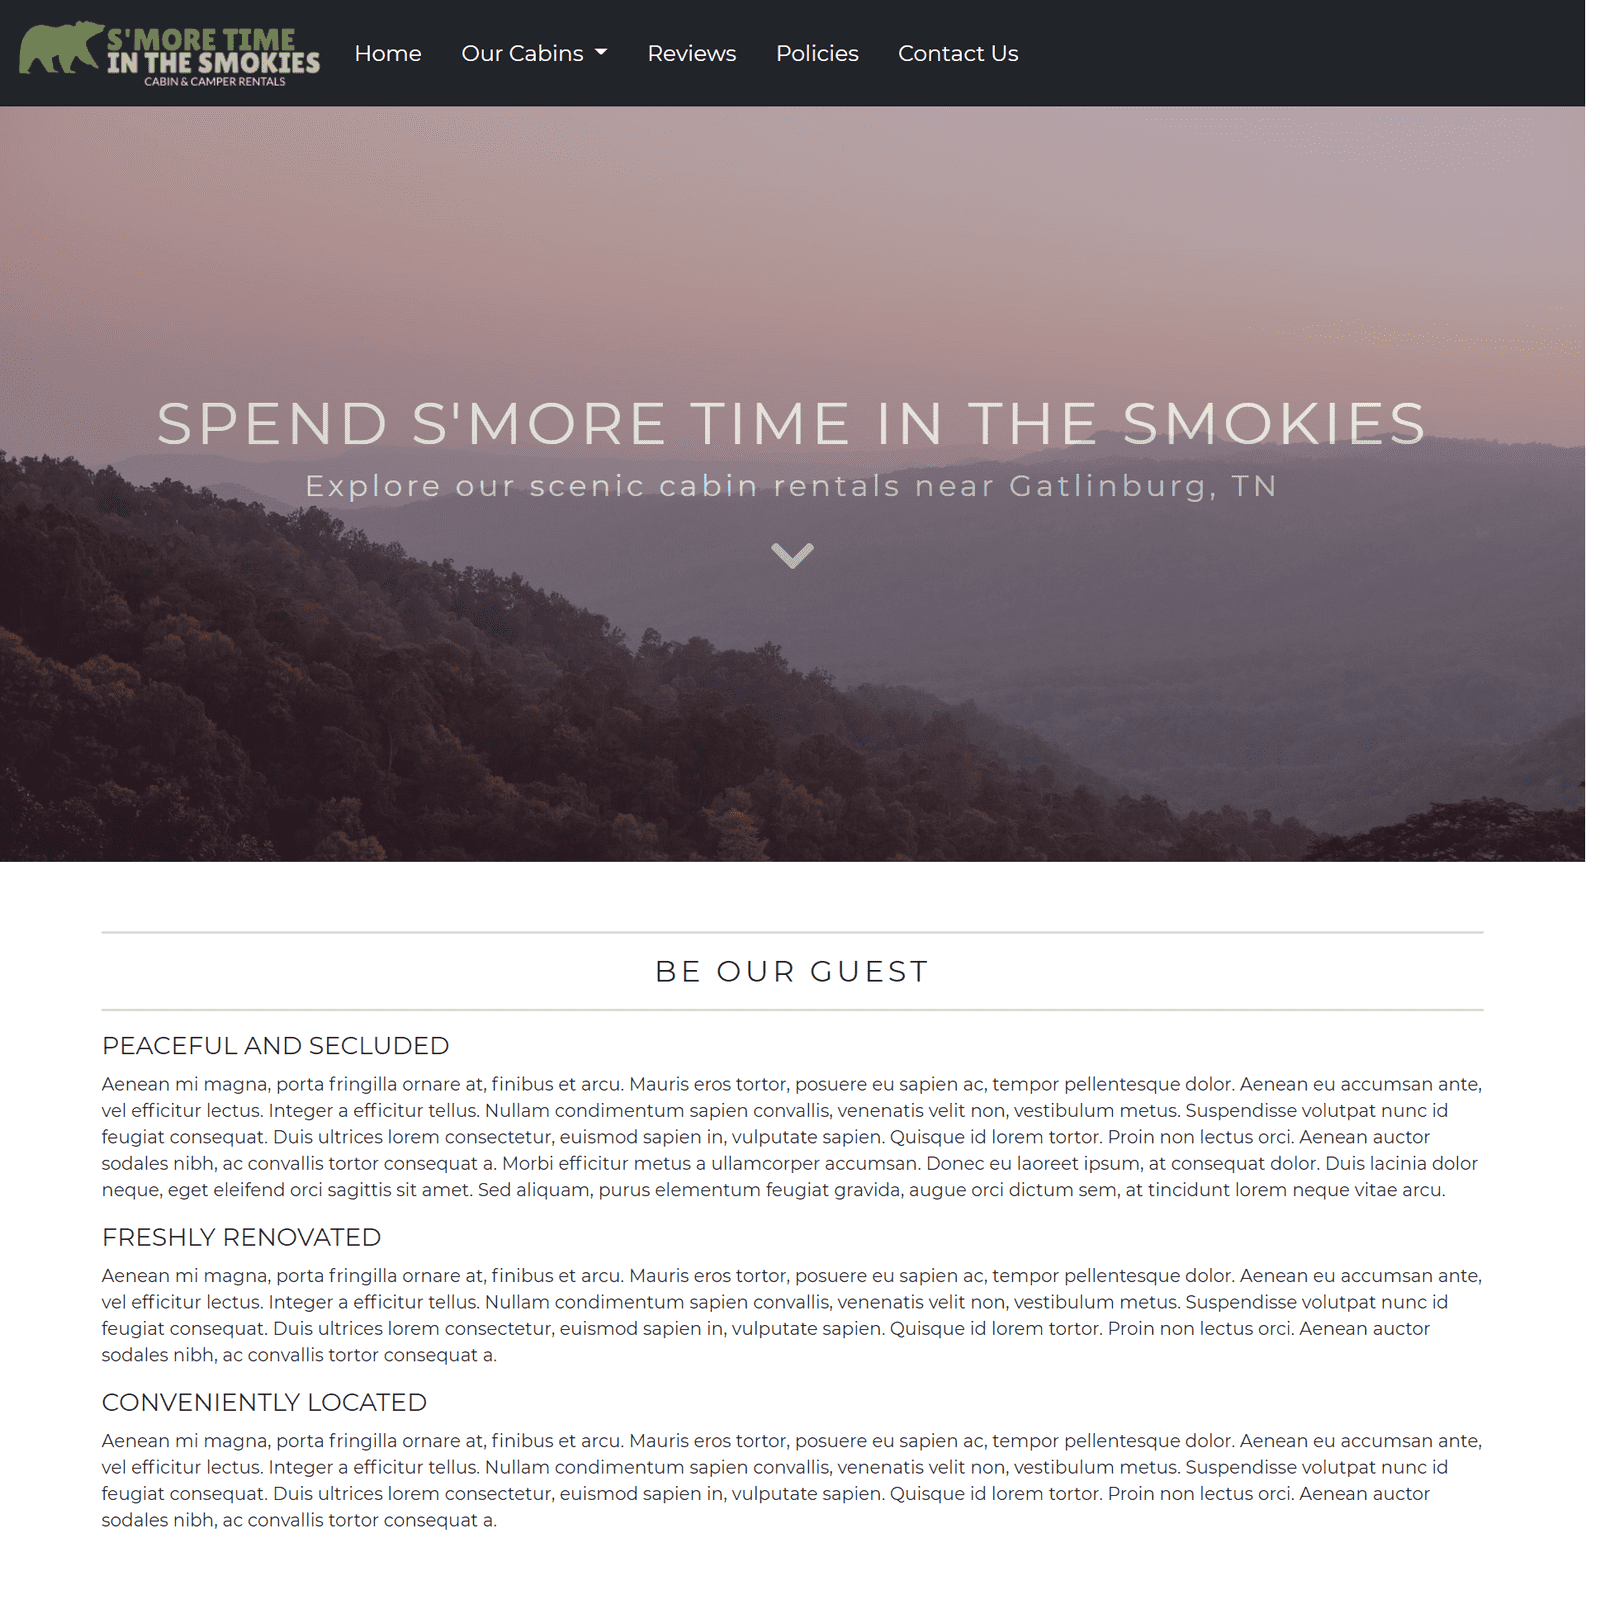 S'MORE TIME
IN THE SMOKIES
CABIN & CAMPER RENTALS
Home Our Cabins Reviews Policies Contact Us
SPEND S'MORE TIME IN THE SMOKIES
Explore our scenic cabin rentals near Gatlinburg, TN
BE OUR GUEST
PEACEFUL AND SECLUDED
Aenean mi magna, porta fringilla ornare at, finibus et arcu. Mauris eros tortor, posuere eu sapien ac, tempor pellentesque dolor. Aenean eu accumsan ante,
vel efficitur lectus. Integer a efficitur tellus. Nullam condimentum sapien convallis, venenatis velit non, vestibulum metus. Suspendisse volutpat nunc id
feugiat consequat. Duis ultrices lorem consectetur, euismod sapien in, vulputate sapien. Quisque id lorem tortor. Proin non lectus orci. Aenean auctor
sodales nibh, ac convallis tortor consequat a. Morbi efficitur metus a ullamcorper accumsan. Donec eu laoreet ipsum, at consequat dolor. Duis lacinia dolor
neque, eget eleifend orci sagittis sit amet. Sed aliquam, purus elementum feugiat gravida, augue orci dictum sem, at tincidunt lorem neque vitae arcu.
FRESHLY RENOVATED
Aenean mi magna, porta fringilla ornare at, finibus et arcu. Mauris eros tortor, posuere eu sapien ac, tempor pellentesque dolor. Aenean eu accumsan ante,
vel efficitur lectus. Integer a efficitur tellus. Nullam condimentum sapien convallis, venenatis velit non, vestibulum metus. Suspendisse volutpat nunc id
feugiat consequat. Duis ultrices lorem consectetur, euismod sapien in, vulputate sapien. Quisque id lorem tortor. Proin non lectus orci. Aenean auctor
sodales nibh, ac convallis tortor consequat a.
CONVENIENTLY LOCATED
Aenean mi magna, porta fringilla ornare at, finibus et arcu. Mauris eros tortor, posuere eu sapien ac, tempor pellentesque dolor. Aenean eu accumsan ante,
vel efficitur lectus. Integer a efficitur tellus. Nullam condimentum sapien convallis, venenatis velit non, vestibulum metus. Suspendisse volutpat nunc id
feugiat consequat. Duis ultrices lorem consectetur, euismod sapien in, vulputate sapien. Quisque id lorem tortor. Proin non lectus orci. Aenean auctor
sodales nibh, ac convallis tortor consequat a.